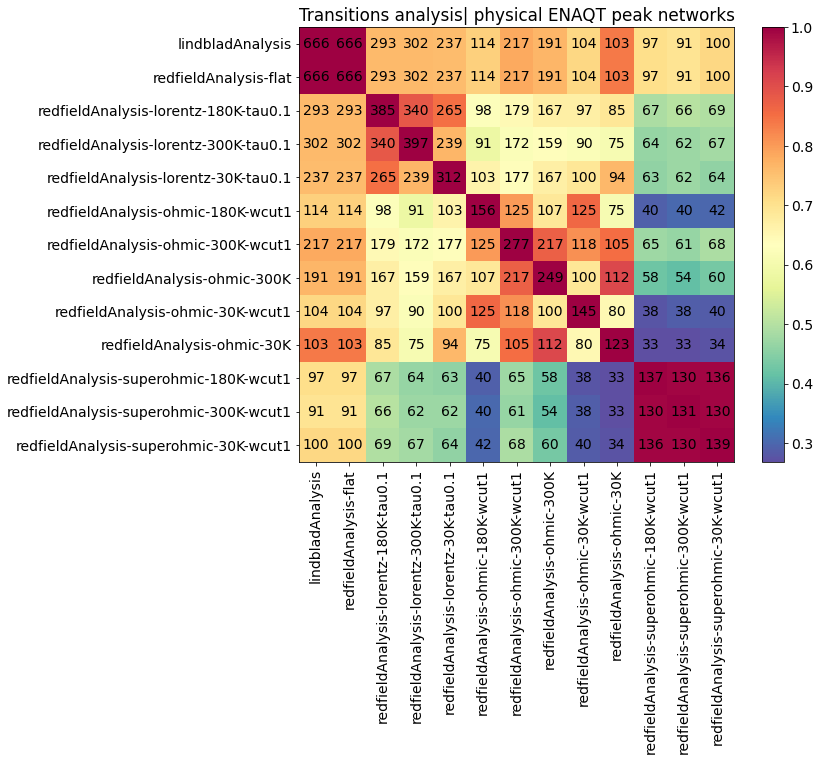 Transitions analysis| physical ENAQT peak networks
lindbladAnalysis 666 666 293 302 237 114 217 191 104 103 97 91 100
redfieldAnalysis-flat 666 666 293 302 237 114 217 191 104 103 97 91 100
redfieldAnalysis-lorentz-180K-tau0.1 293 293 385 340 265 98 179 167 97 85 67 66 69
redfieldAnalysis-lorentz-300K-tau0.1 302 302 340 397 239 91 172 159 90 75 64 62 67
redfieldAnalysis-lorentz-30K-tau0.1 237 237 265 239 312 103 177 167 100 94 63 62 64
redfieldAnalysis-ohmic-180K-wcut1 114 114 98 91 103 156 125 107 125 75 40 40 42
redfieldAnalysis-ohmic-300K-wcut1 217 217 179 172 177 125 277 217 118 105 65 61 68
redfieldAnalysis-ohmic-300K 191 191 167 159 167 107 217 249 100 112 58 54 60
redfieldAnalysis-ohmic-30K-wcut1 104 104 97 90 100 125 118 100 145 80 38 38 40
redfieldAnalysis-ohmic-30K 103 103 85 75 94 75 105 112 80 123 33 33 34
redfieldAnalysis-superohmic-180K-wcut1 97 97 67 64 63 40 65 58 38 33 137 130 136
redfieldAnalysis-superohmic-300K-wcut1 91 91 66 62 62 40 61 54 38 33 130 131 130
redfieldAnalysis-superohmic-30K-wcut1 100 100 69 67 64 42 68 60 40 34 136 130 139
lindbladAnalysis
redfieldAnalysis-flat
redfieldAnalysis-lorentz-180K-tau0.1
redfieldAnalysis-lorentz-300K-tau0.1
redfieldAnalysis-lorentz-30K-tau0.1
redfieldAnalysis-ohmic-180K-wcut1
redfieldAnalysis-ohmic-300K-wcut1
redfieldAnalysis-ohmic-300K
redfieldAnalysis-ohmic-30K-wcut1
redfieldAnalysis-ohmic-30K
redfieldAnalysis-superohmic-180K-wcut1
redfieldAnalysis-superohmic-300K-wcut1
redfieldAnalysis-superohmic-30K-wcut1
1.0
0.9
0.8
0.7
0.6
0.5
0.4
0.3